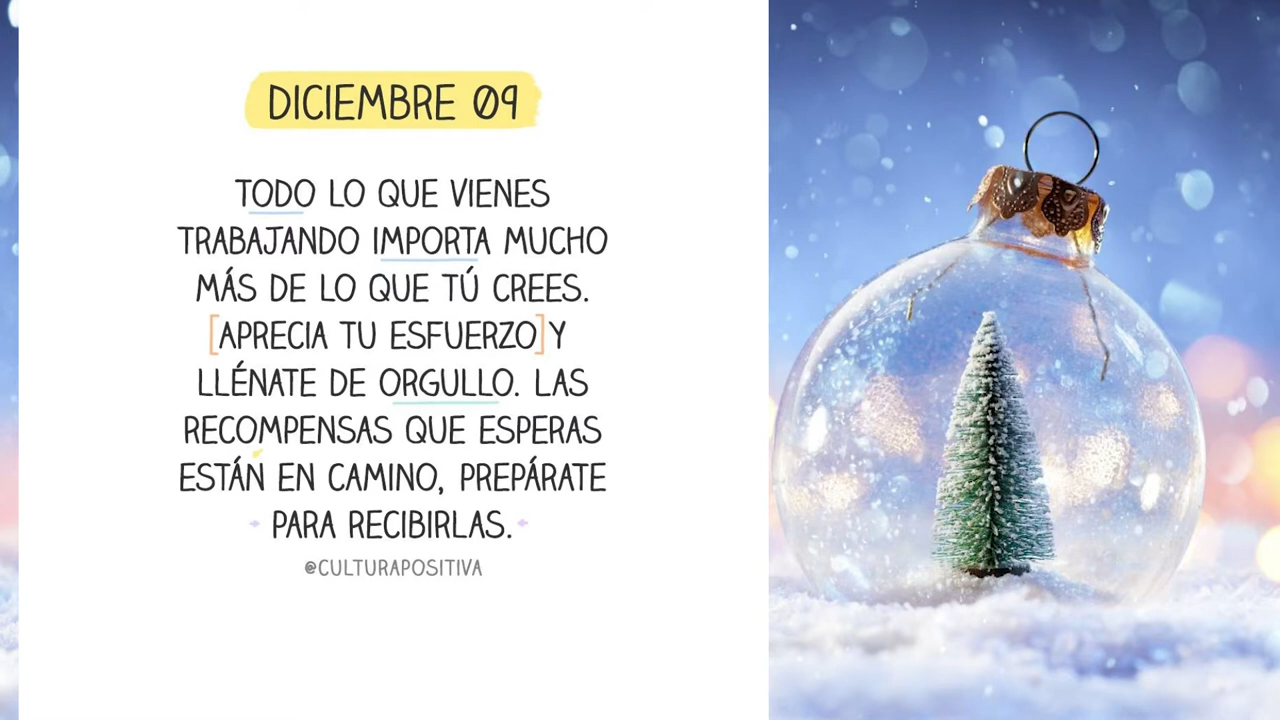 DICIEMBRE 09
TODO LO QUE VIENES
TRABAJANDO IMPORTA MUCHO
MÁS DE LO QUE TÚ CREES.
[APRECIA TU ESFUERZO] Y
LLÉNATE DE ORGULLO. LAS
RECOMPENSAS QUE ESPERAS
ESTÁN EN CAMINO, PREPÁRATE
PARA RECIBIRLAS.
@CULTURAPOSITIVA